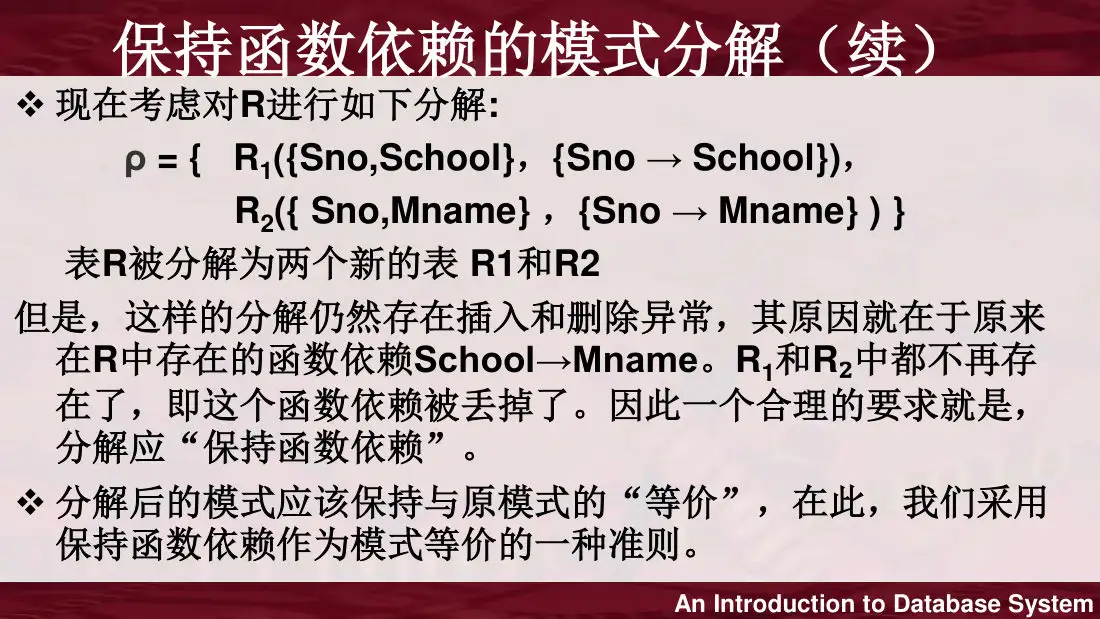 保持函数依赖的模式分解（续）
❖ 现在考虑对R进行如下分解:
ρ = { R₁({Sno,School}，{Sno → School})，
R₂({ Sno,Mname} ，{Sno → Mname} ) }
表R被分解为两个新的表 R1和R2
但是，这样的分解仍然存在插入和删除异常，其原因就在于原来
在R中存在的函数依赖School→Mname。R₁和R₂中都不再存
在了，即这个函数依赖被丢掉了。因此一个合理的要求就是，
分解应“保持函数依赖”。
❖ 分解后的模式应该保持与原模式的“等价”，在此，我们采用
保持函数依赖作为模式等价的一种准则。
An Introduction to Database System